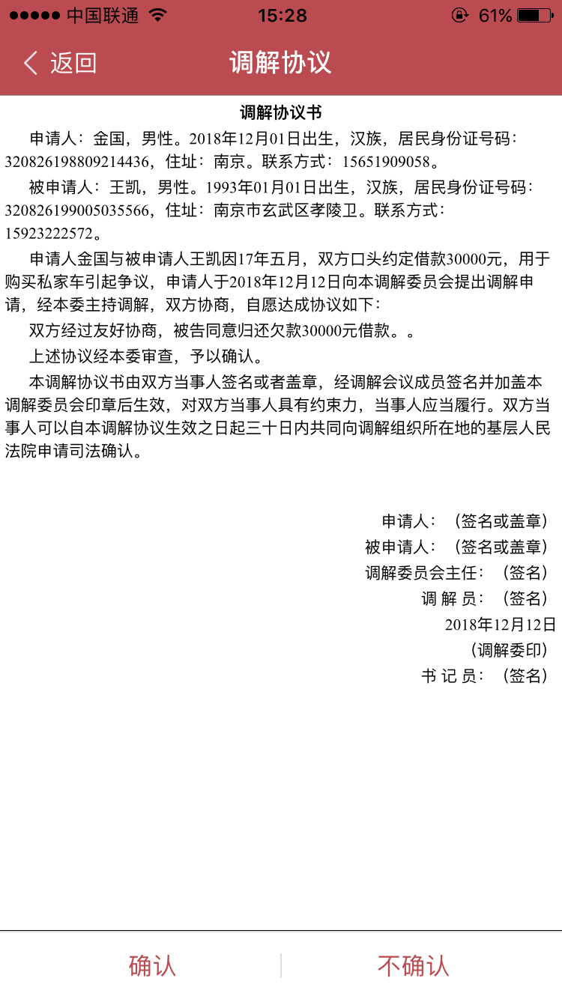 中国联通 15:28 61%
返回 调解协议
调解协议书
申请人：金国，男性。2018年12月01日出生，汉族，居民身份证号码：
320826198809214436，住址：南京。联系方式：15651909058。
被申请人：王凯，男性。1993年01月01日出生，汉族，居民身份证号码：
320826199005035566，住址：南京市玄武区孝陵卫。联系方式：
15923222572。
申请人金国与被申请人王凯因17年五月，双方口头约定借款30000元，用于
购买私家车引起争议，申请人于2018年12月12日向本调解委员会提出调解申
请，经本委主持调解，双方协商，自愿达成协议如下：
双方经过友好协商，被告同意归还欠款30000元借款。。
上述协议经本委审查，予以确认。
本调解协议书由双方当事人签名或者盖章，经调解会议成员签名并加盖本
调解委员会印章后生效，对双方当事人具有约束力，当事人应当履行。双方当
事人可以自本调解协议生效之日起三十日内共同向调解组织所在地的基层人民
法院申请司法确认。
申请人：（签名或盖章）
被申请人：（签名或盖章）
调解委员会主任：（签名）
调 解 员：（签名）
2018年12月12日
（调解委印）
书 记 员：（签名）
确认 不确认